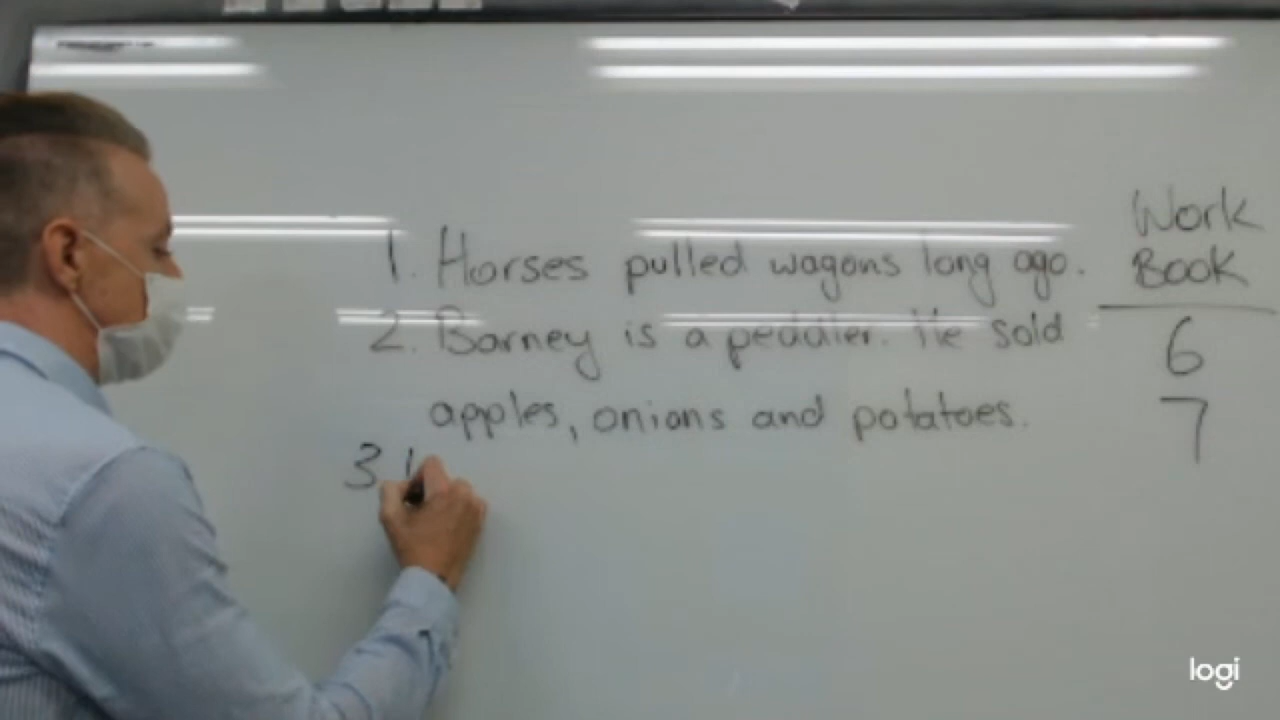 1. Horses pulled wagons long ago.
2. Barney is a peddler. He sold
apples, onions and potatoes.
3
Work
Book
6
7
logi